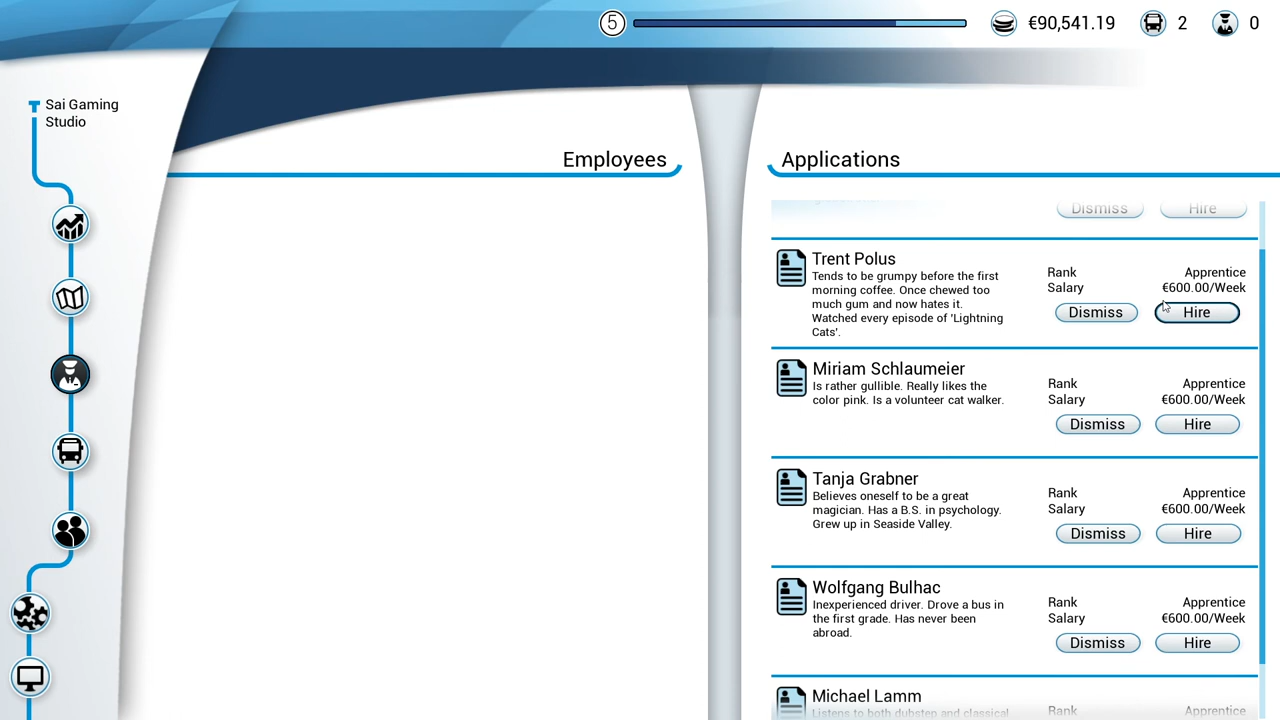 5
€90,541.19
2
0
Sai Gaming
Studio
Employees
Applications
Dismiss
Hire
Trent Polus
Tends to be grumpy before the first
morning coffee. Once chewed too
much gum and now hates it.
Watched every episode of 'Lightning
Cats'.
Rank
Apprentice
Salary
€600.00/Week
Dismiss
Hire
Miriam Schlaumeier
Is rather gullible. Really likes the
color pink. Is a volunteer cat walker.
Rank
Apprentice
Salary
€600.00/Week
Dismiss
Hire
Tanja Grabner
Believes oneself to be a great
magician. Has a B.S. in psychology.
Grew up in Seaside Valley.
Rank
Apprentice
Salary
€600.00/Week
Dismiss
Hire
Wolfgang Bulhac
Inexperienced driver. Drove a bus in
the first grade. Has never been
abroad.
Rank
Apprentice
Salary
€600.00/Week
Dismiss
Hire
Michael Lamm
Listens to both dubstep and classical
Rank
Apprentice